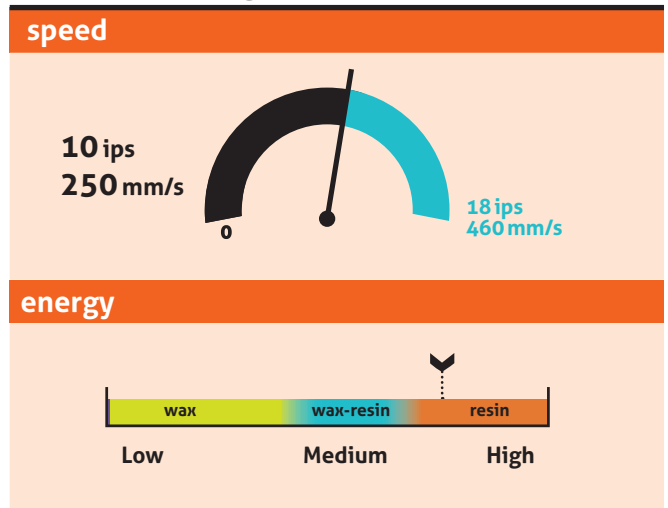 speed
10 ips
250 mm/s
0
18 ips
460 mm/s
energy
wax
wax-resin
resin
Low
Medium
High